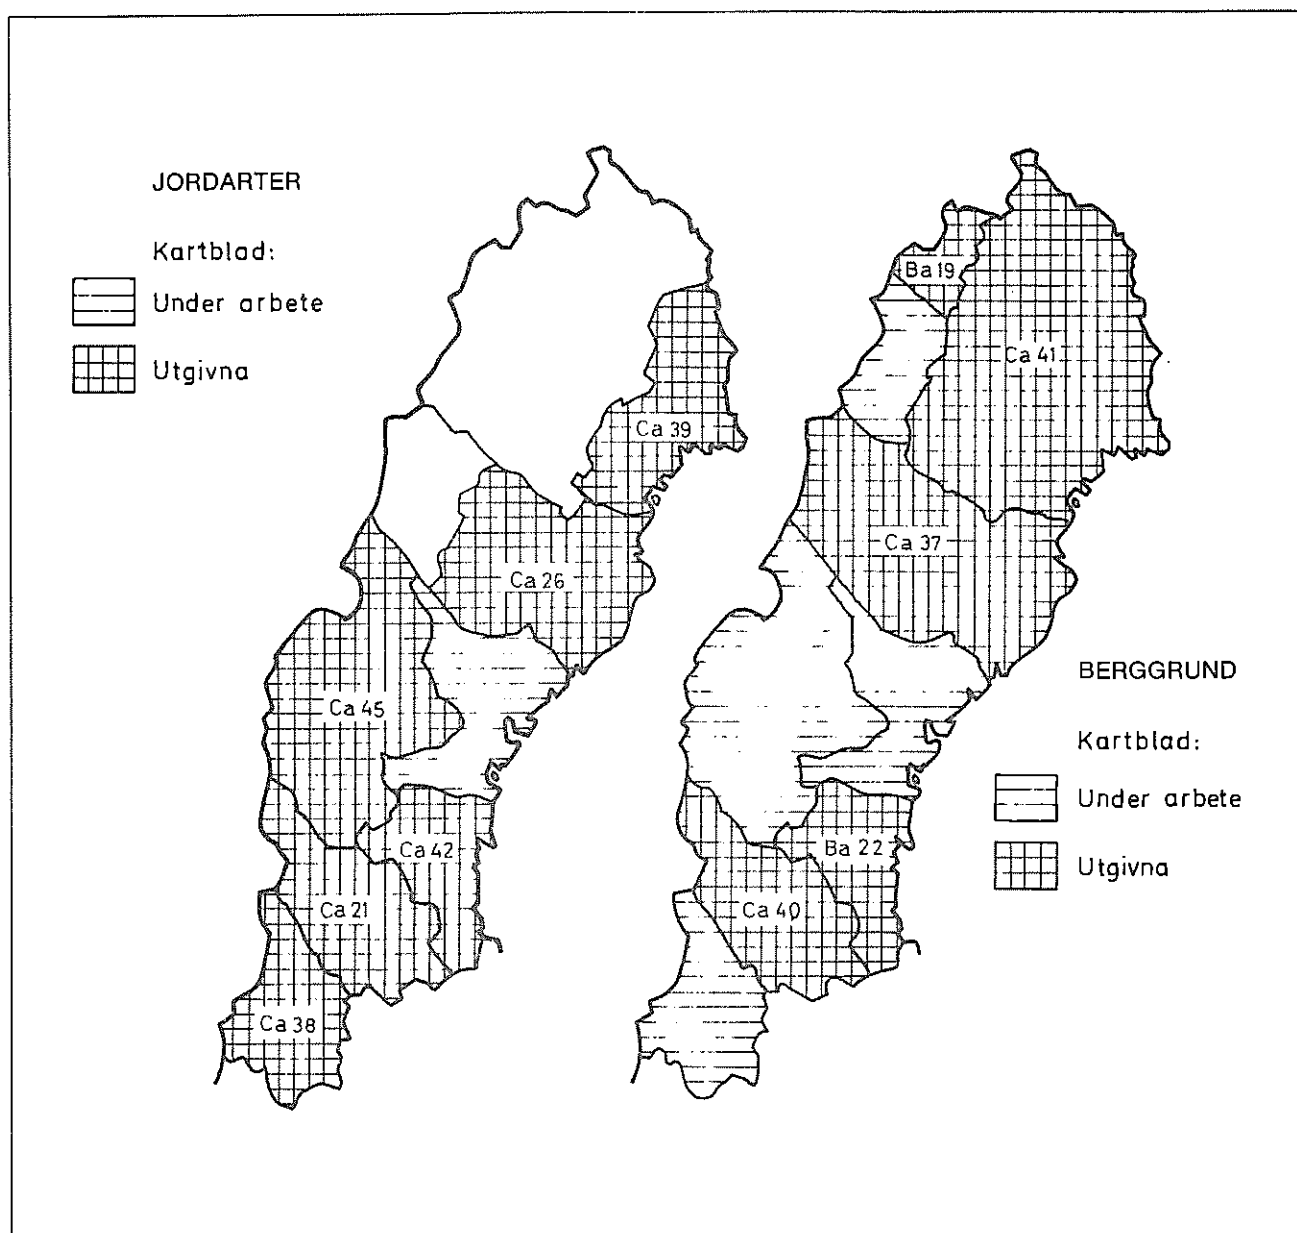 JORDARTER
Kartblad:
Under arbete
Utgivna
Ca 39
Ca 26
Ca 45
Ca 42
Ca 21
Ca 38
Ba 19
Ca 41
Ca 37
BERGGRUND
Kartblad:
Under arbete
Utgivna
Ba 22
Ca 40